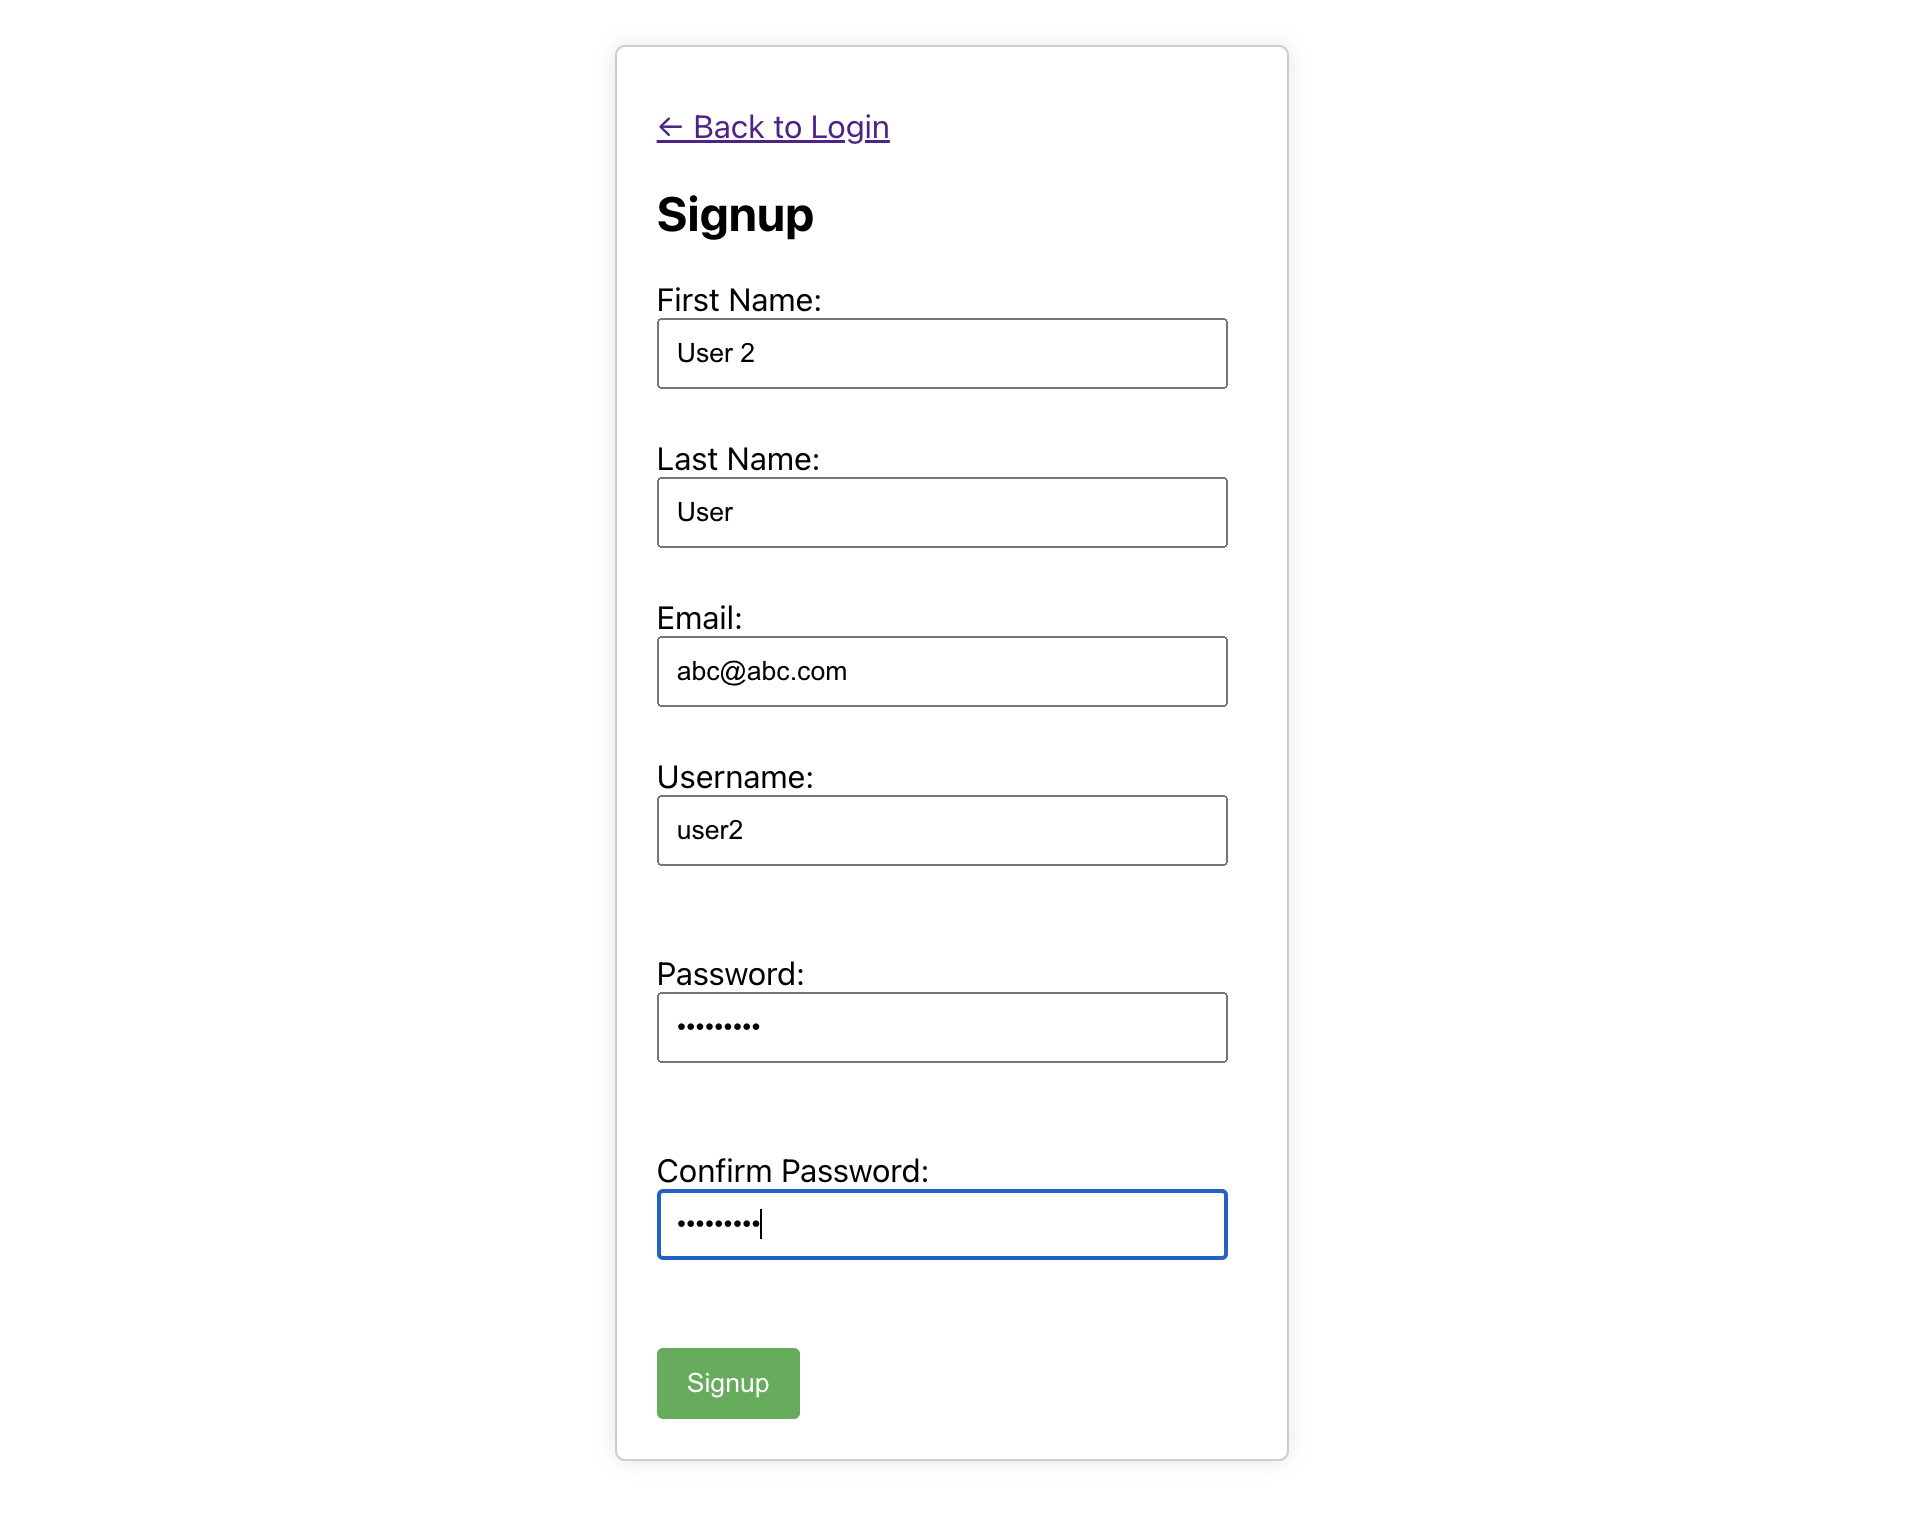 ← Back to Login
Signup
First Name:
User 2
Last Name:
User
Email:
abc@abc.com
Username:
user2
Password:
•••••••••
Confirm Password:
•••••••••
Signup